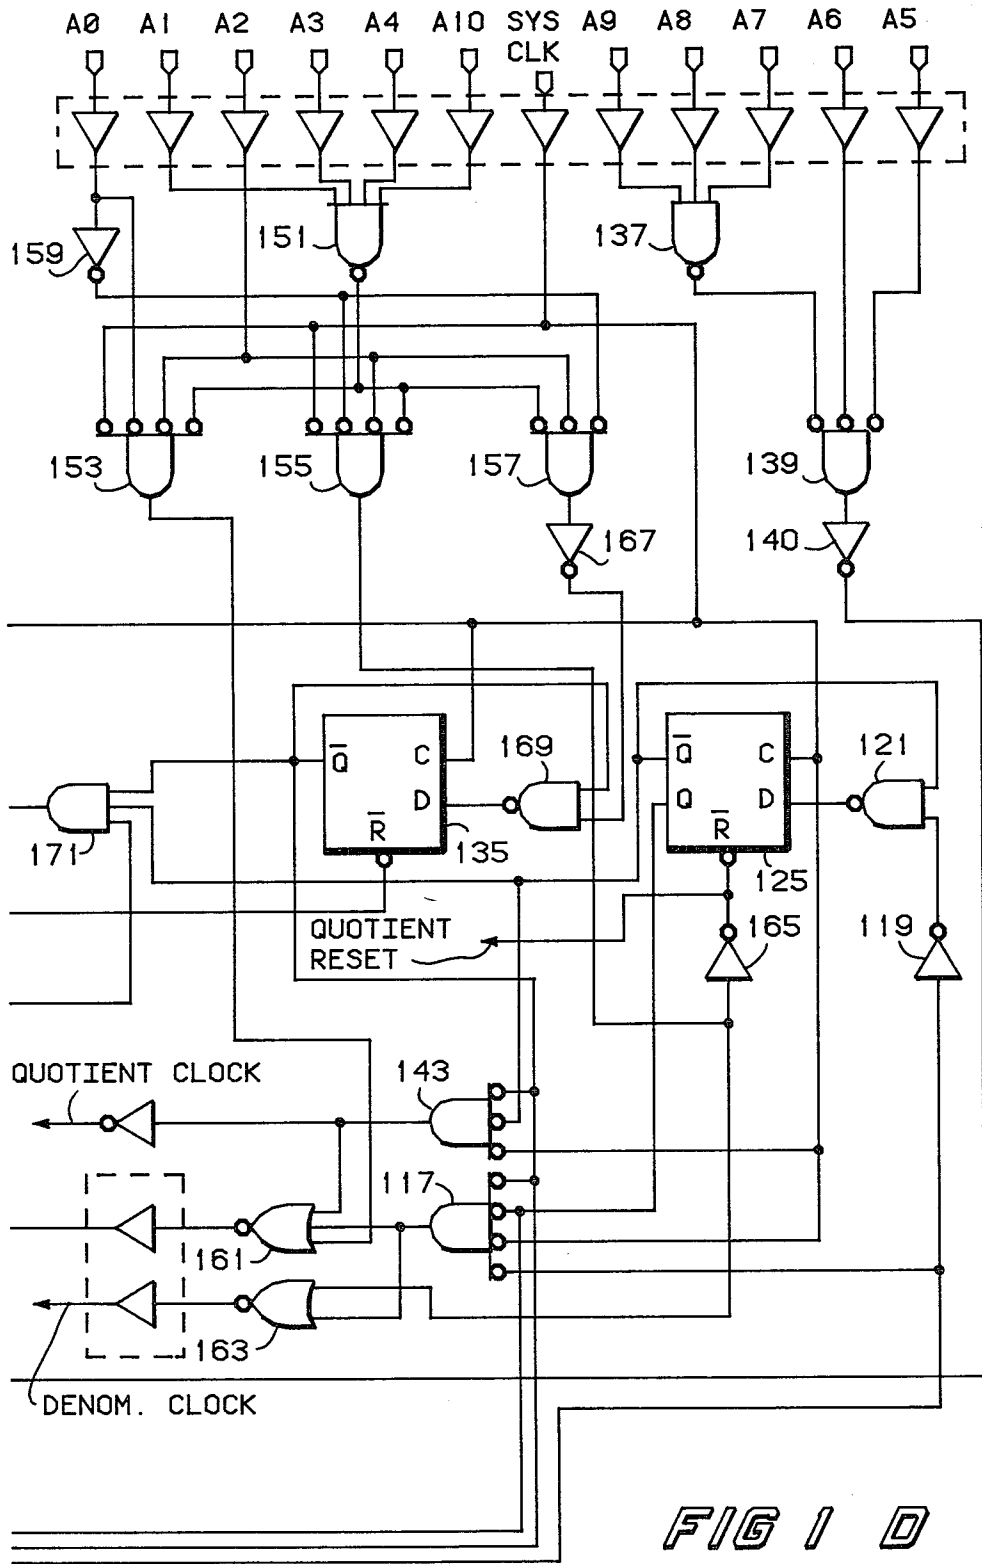 A0 A1 A2 A3 A4 A10 SYS CLK A9 A8 A7 A6 A5
159
151
137
153
155
157
139
167
140
Q̅ C
D
R̅
135
169
Q̅ C
Q D
R̅
125
121
171
QUOTIENT
RESET
165
119
QUOTIENT CLOCK
143
117
161
163
DENOM. CLOCK
FIG 1 D